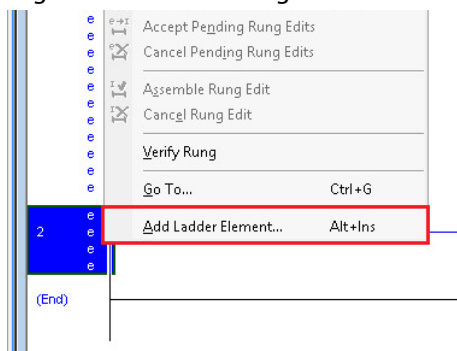 e
e
e Accept Pending Rung Edits
e
e Cancel Pending Rung Edits
e
e Assemble Rung Edit
e
e Cancel Rung Edit
e
e Verify Rung
e
e Go To... Ctrl+G
e
2 e Add Ladder Element... Alt+Ins
e
e
(End)